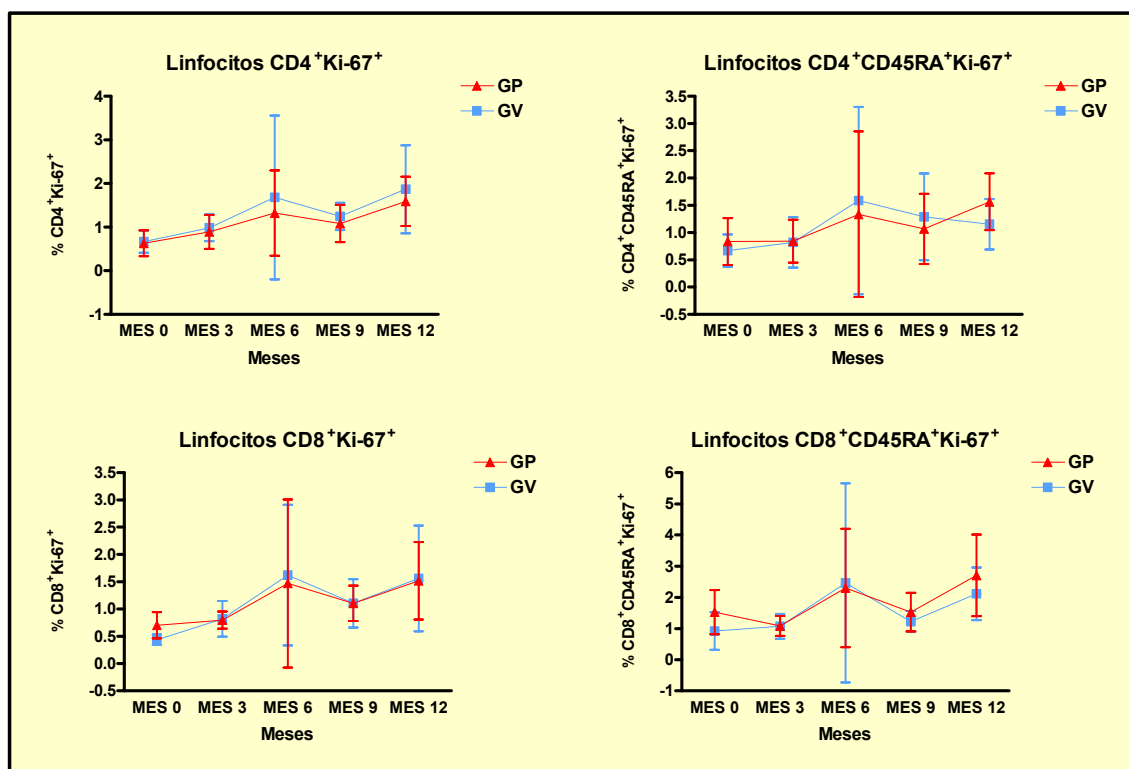 Linfocitos CD4+Ki-67+
GP
GV
% CD4+Ki-67+
4
3
2
1
0
-1
MES 0 MES 3 MES 6 MES 9 MES 12
Meses
Linfocitos CD4+CD45RA+Ki-67+
GP
GV
% CD4+CD45RA+Ki-67+
3.5
3.0
2.5
2.0
1.5
1.0
0.5
0.0
-0.5
MES 0 MES 3 MES 6 MES 9 MES 12
Meses
Linfocitos CD8+Ki-67+
GP
GV
% CD8+Ki-67+
3.5
3.0
2.5
2.0
1.5
1.0
0.5
0.0
-0.5
MES 0 MES 3 MES 6 MES 9 MES 12
Meses
Linfocitos CD8+CD45RA+Ki-67+
GP
GV
% CD8+CD45RA+Ki-67+
6
5
4
3
2
1
0
-1
MES 0 MES 3 MES 6 MES 9 MES 12
Meses